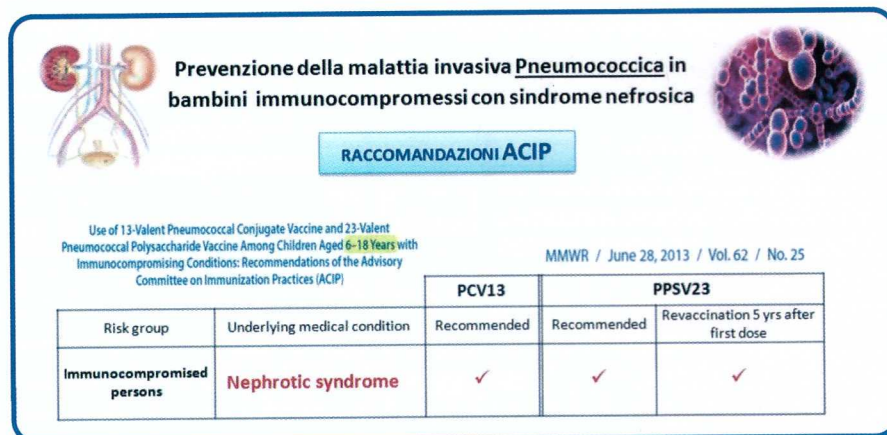 Prevenzione della malattia invasiva Pneumococcica in
bambini immunocompromessi con sindrome nefrosica
RACCOMANDAZIONI ACIP
Use of 13-Valent Pneumococcal Conjugate Vaccine and 23-Valent
Pneumococcal Polysaccharide Vaccine Among Children Aged 6–18 Years with
Immunocompromising Conditions: Recommendations of the Advisory
Committee on Immunization Practices (ACIP)
MMWR / June 28, 2013 / Vol. 62 / No. 25
PCV13 PPSV23
Risk group Underlying medical condition Recommended Recommended Revaccination 5 yrs after
first dose
Immunocompromised
persons
Nephrotic syndrome ✓ ✓ ✓